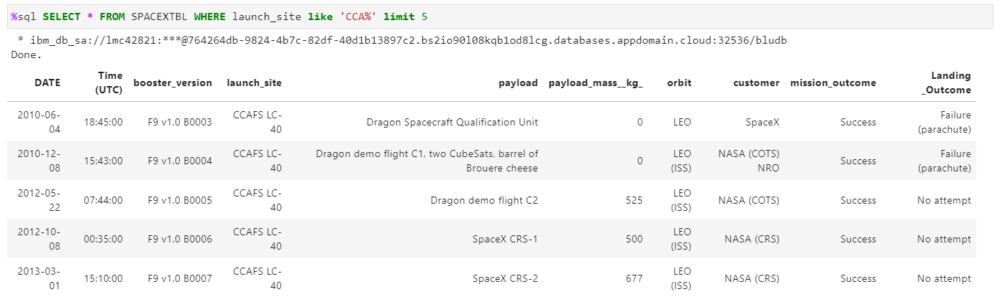 %sql SELECT * FROM SPACEXTBL WHERE launch_site like 'CCA%' limit 5
* ibm_db_sa://lmc42821:***@764264db-9824-4b7c-82df-40d1b13897c2.bs2io90l08kqb1od8lcg.databases.appdomain.cloud:32536/bludb
Done.
DATE Time (UTC) booster_version launch_site payload payload_mass__kg_ orbit customer mission_outcome Landing _Outcome
2010-06-04 18:45:00 F9 v1.0 B0003 CCAFS LC-40 Dragon Spacecraft Qualification Unit 0 LEO SpaceX Success Failure (parachute)
2010-12-08 15:43:00 F9 v1.0 B0004 CCAFS LC-40 Dragon demo flight C1, two CubeSats, barrel of Brouere cheese 0 LEO (ISS) NASA (COTS) NRO Success Failure (parachute)
2012-05-22 07:44:00 F9 v1.0 B0005 CCAFS LC-40 Dragon demo flight C2 525 LEO (ISS) NASA (COTS) Success No attempt
2012-10-08 00:35:00 F9 v1.0 B0006 CCAFS LC-40 SpaceX CRS-1 500 LEO (ISS) NASA (CRS) Success No attempt
2013-03-01 15:10:00 F9 v1.0 B0007 CCAFS LC-40 SpaceX CRS-2 677 LEO (ISS) NASA (CRS) Success No attempt